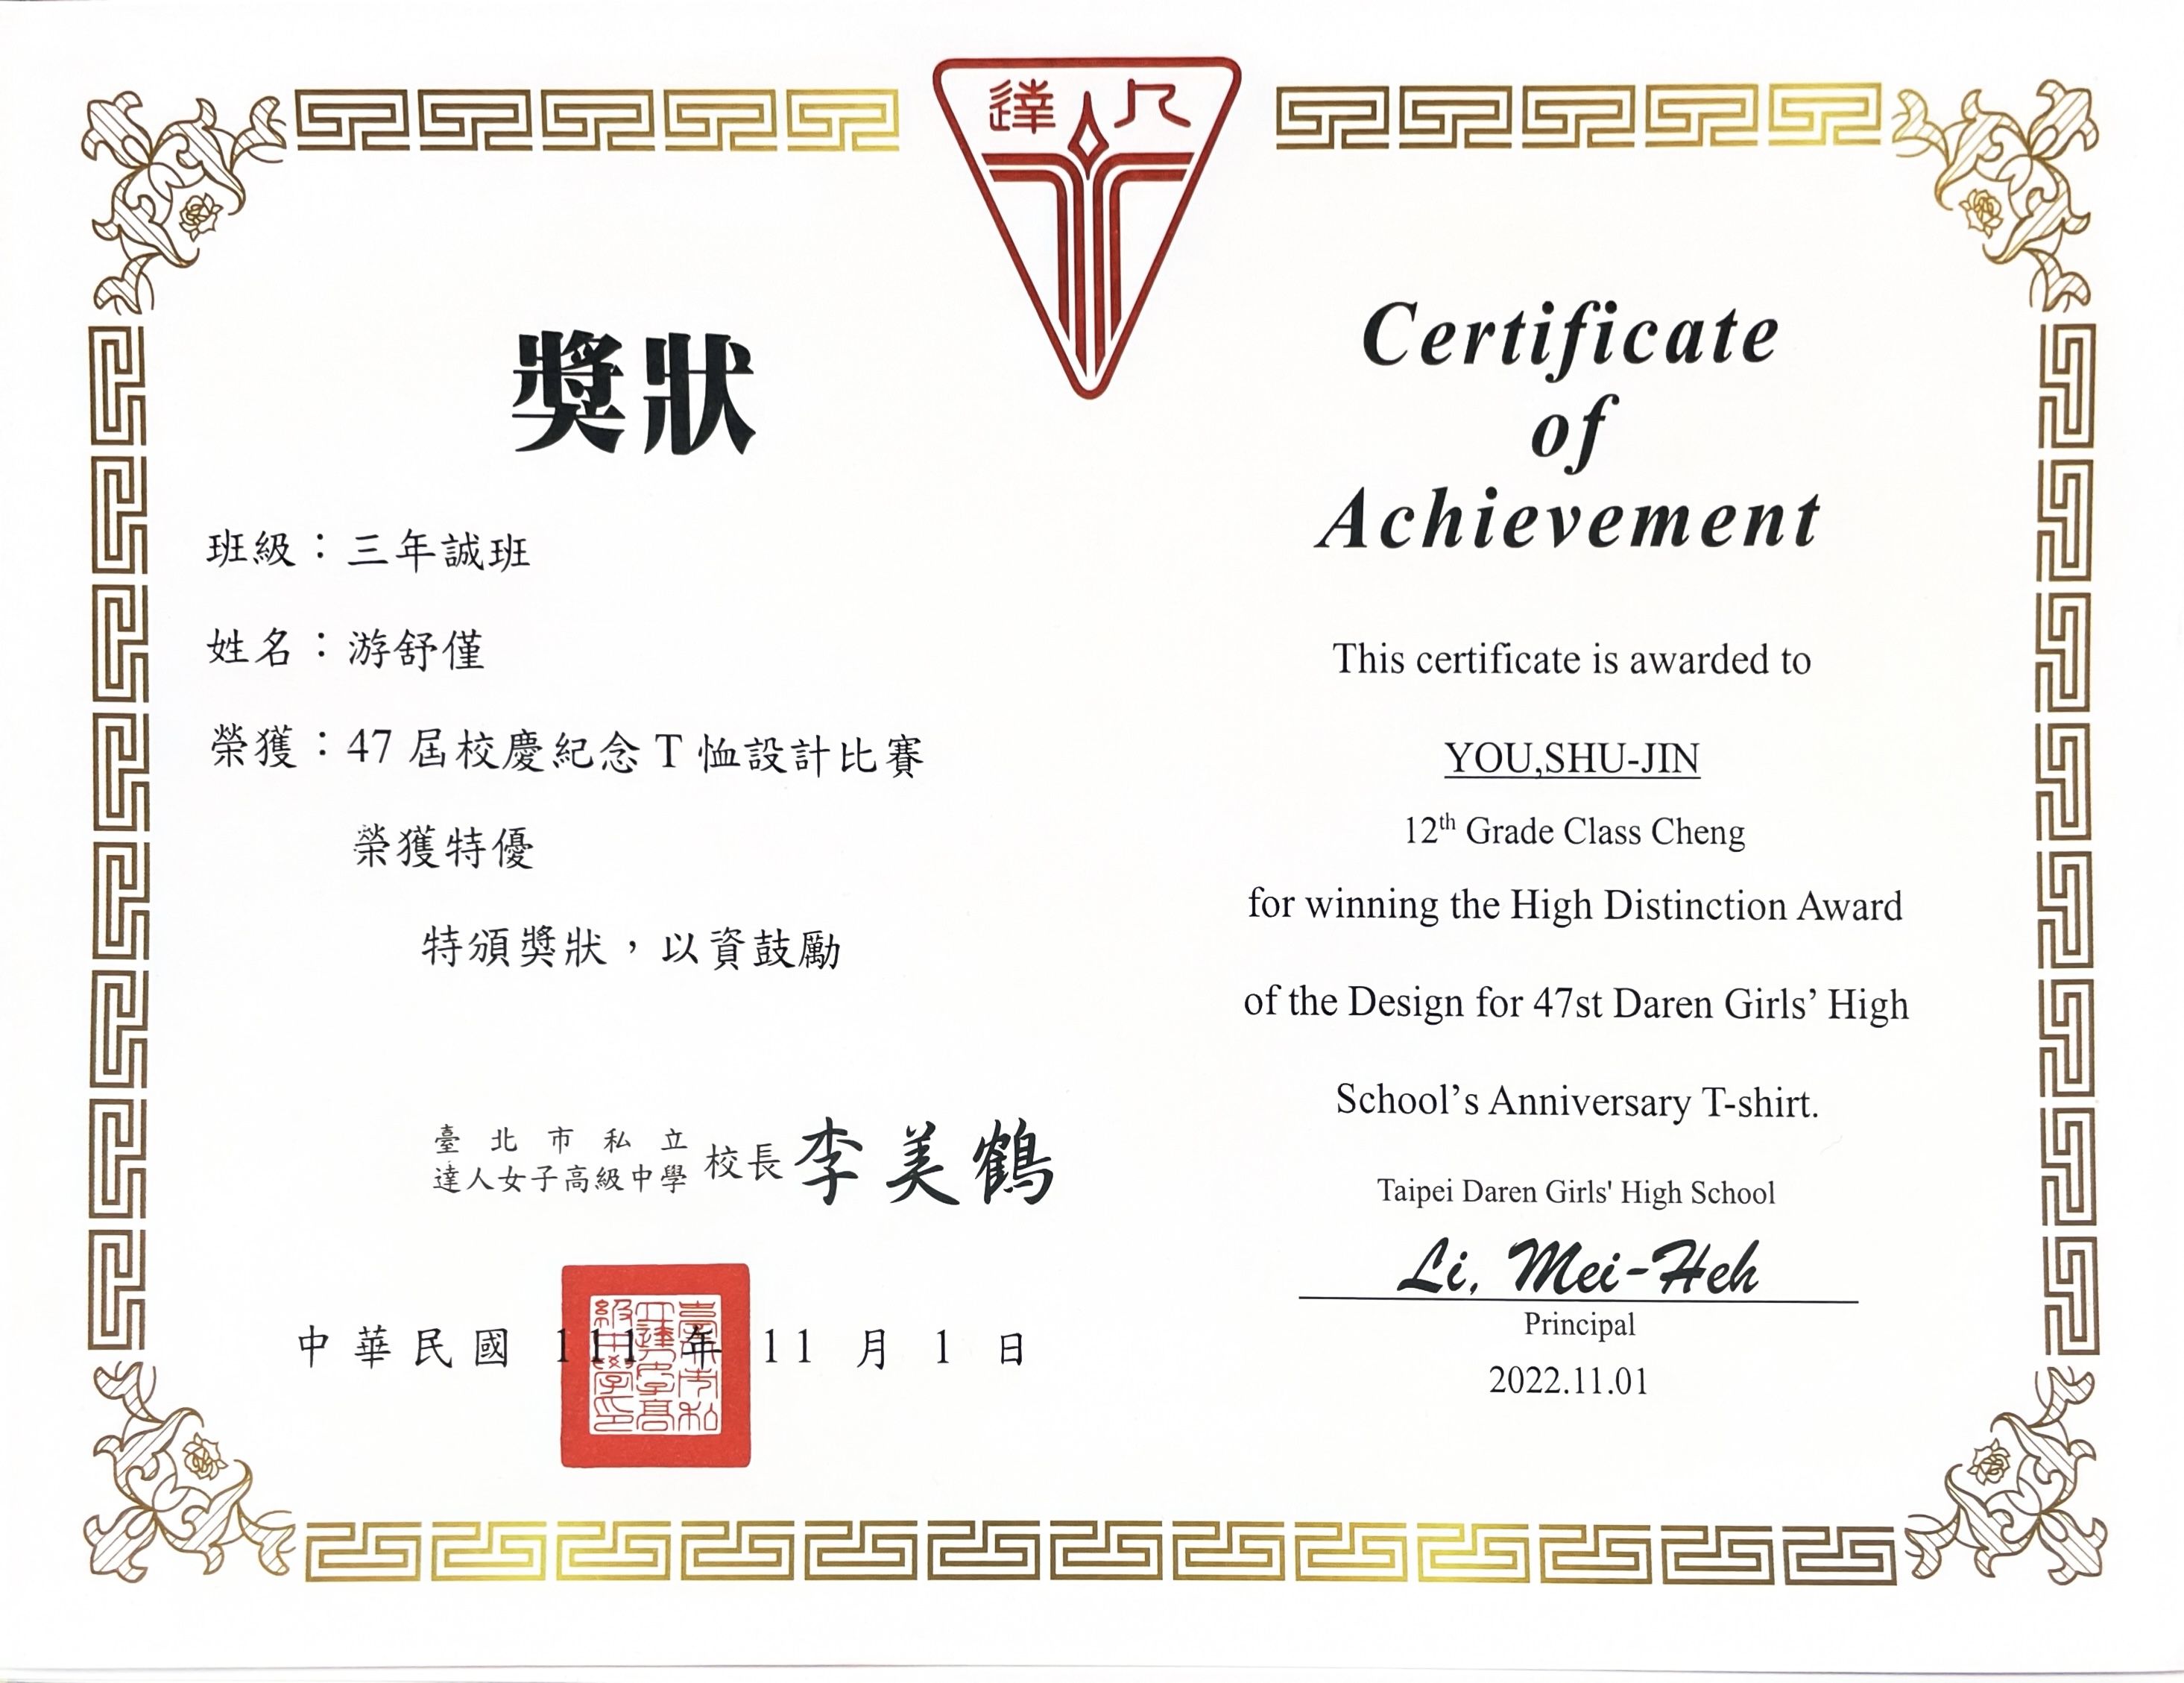 達人
獎狀
班級：三年誠班
姓名：游舒僅
榮獲：47 屆校慶紀念 T 恤設計比賽
榮獲特優
特頒獎狀，以資鼓勵
臺北市私立
達人女子高級中學 校長 李美鶴
中華民國 111 年 11 月 1 日
臺北市私立達人女子高級中學印
Certificate
of
Achievement
This certificate is awarded to
YOU,SHU-JIN
12th Grade Class Cheng
for winning the High Distinction Award
of the Design for 47st Daren Girls’ High
School’s Anniversary T-shirt.
Taipei Daren Girls' High School
Li, Mei-Heh
Principal
2022.11.01